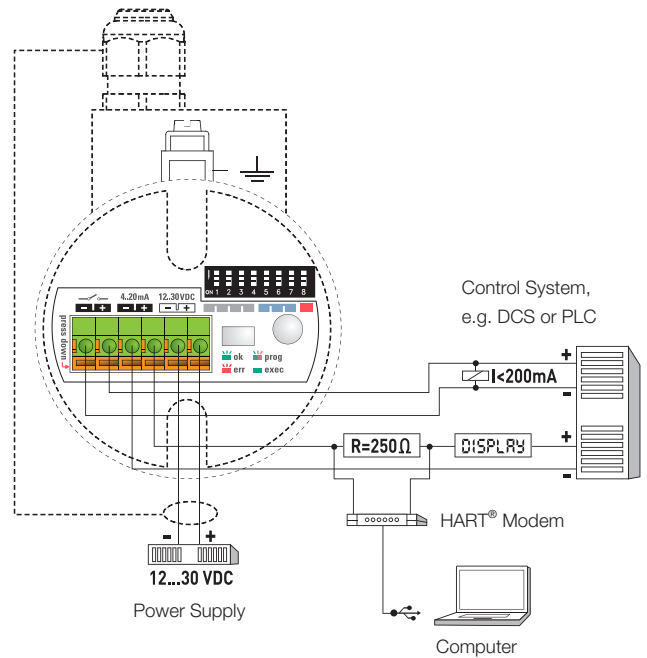 ON 1 2 3 4 5 6 7 8
4..20mA 12..30VDC
- + - + - +
press down
ok prog
err exec
Control System,
e.g. DCS or PLC
+
I<200mA
-
+
R=250Ω DISPLAY
-
HART® Modem
- +
12...30 VDC
Power Supply
Computer